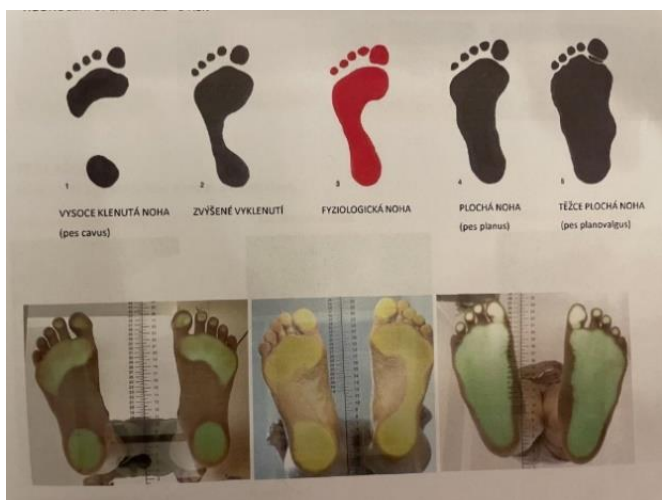 1
2
3
4
5
VYSOCE KLENUTÁ NOHA
(pes cavus)
ZVÝŠENÉ VYKLENUTÍ
FYZIOLOGICKÁ NOHA
PLOCHÁ NOHA
(pes planus)
TĚŽCE PLOCHÁ NOHA
(pes planovalgus)